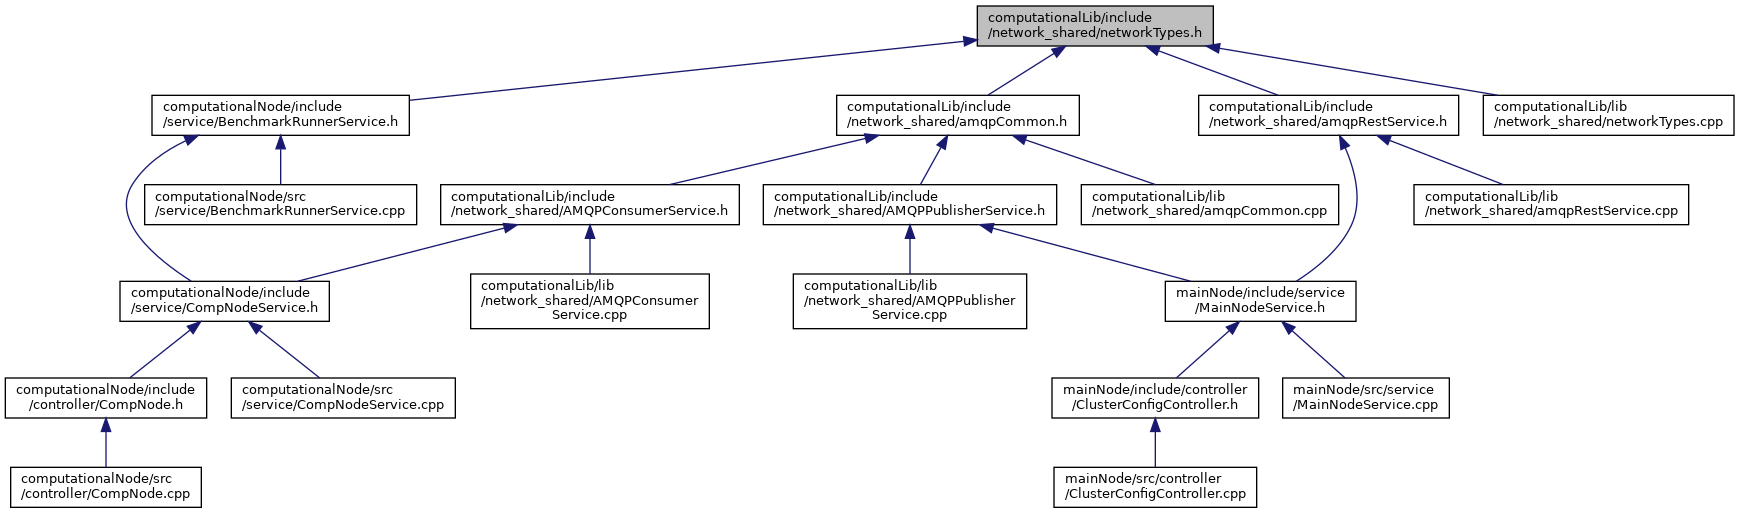 computationalLib/include
/network_shared/networkTypes.h
computationalNode/include
/service/BenchmarkRunnerService.h
computationalLib/include
/network_shared/amqpCommon.h
computationalLib/include
/network_shared/amqpRestService.h
computationalLib/lib
/network_shared/networkTypes.cpp
computationalNode/src
/service/BenchmarkRunnerService.cpp
computationalLib/include
/network_shared/AMQPConsumerService.h
computationalLib/include
/network_shared/AMQPPublisherService.h
computationalLib/lib
/network_shared/amqpCommon.cpp
computationalLib/lib
/network_shared/amqpRestService.cpp
computationalNode/include
/service/CompNodeService.h
computationalLib/lib
/network_shared/AMQPConsumer
Service.cpp
computationalLib/lib
/network_shared/AMQPPublisher
Service.cpp
mainNode/include/service
/MainNodeService.h
computationalNode/include
/controller/CompNode.h
computationalNode/src
/service/CompNodeService.cpp
mainNode/include/controller
/ClusterConfigController.h
mainNode/src/service
/MainNodeService.cpp
computationalNode/src
/controller/CompNode.cpp
mainNode/src/controller
/ClusterConfigController.cpp